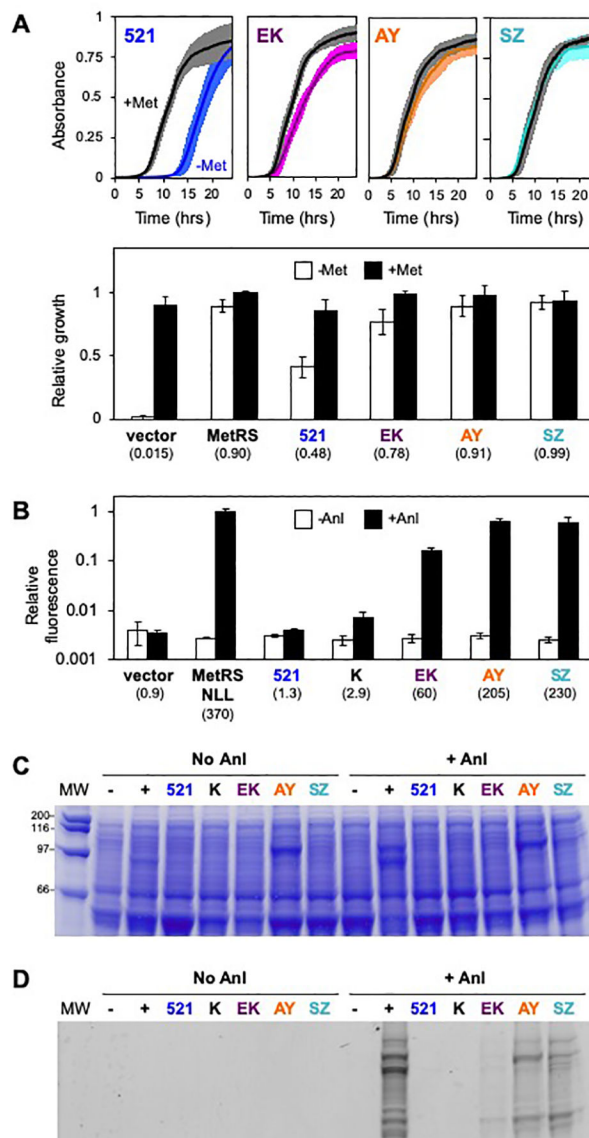 A
521 EK AY SZ
1
0.75
0.5
0.25
0
Absorbance
+Met
-Met
0 5 10 15 20 0 5 10 15 20 0 5 10 15 20 0 5 10 15 20
Time (hrs) Time (hrs) Time (hrs) Time (hrs)
-Met +Met
1
0.5
0
Relative growth
vector MetRS 521 EK AY SZ
(0.015) (0.90) (0.48) (0.78) (0.91) (0.99)
B
-Anl +Anl
1
0.1
0.01
0.001
Relative
fluorescence
vector MetRS 521 K EK AY SZ
NLL
(0.9) (370) (1.3) (2.9) (60) (205) (230)
C
No Anl + Anl
MW - + 521 K EK AY SZ - + 521 K EK AY SZ
200
116
97
66
D
No Anl + Anl
MW - + 521 K EK AY SZ - + 521 K EK AY SZ